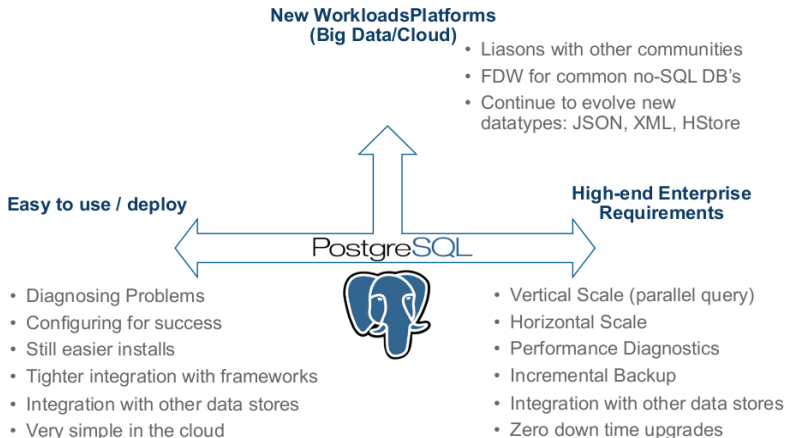 New WorkloadsPlatforms
(Big Data/Cloud)
• Liasons with other communities
• FDW for common no-SQL DB's
• Continue to evolve new
datatypes: JSON, XML, HStore
Easy to use / deploy
High-end Enterprise
Requirements
PostgreSQL
• Diagnosing Problems
• Configuring for success
• Still easier installs
• Tighter integration with frameworks
• Integration with other data stores
• Very simple in the cloud
• Vertical Scale (parallel query)
• Horizontal Scale
• Performance Diagnostics
• Incremental Backup
• Integration with other data stores
• Zero down time upgrades